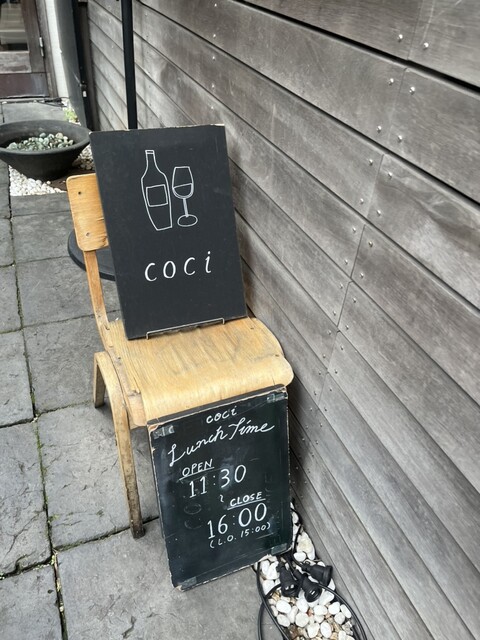 coci
coci
Lunch Time
OPEN
11:30
~
CLOSE
16:00
(L.O. 15:00)